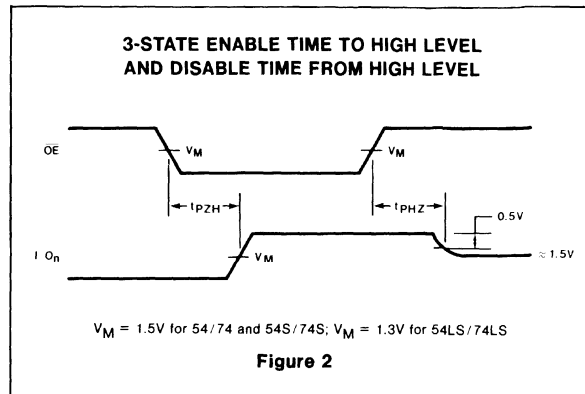 3-STATE ENABLE TIME TO HIGH LEVEL
AND DISABLE TIME FROM HIGH LEVEL
O̅E̅
VM
VM
tPZH
tPHZ
0.5V
I On
VM
≈ 1.5V
VM = 1.5V for 54/74 and 54S/74S; VM = 1.3V for 54LS/74LS
Figure 2